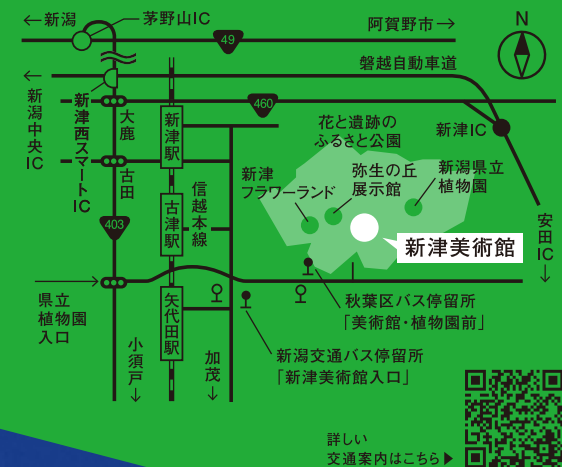 ←新潟
茅野山IC
49
阿賀野市→
N
磐越自動車道
←
新潟中央IC
新津西スマートIC
大鹿
新津駅
460
花と遺跡の
ふるさと公園
新津IC
古田
信越本線
新津
フラワーランド
弥生の丘
展示館
新潟県立
植物園
403
古津駅
新津美術館
安田IC
↓
県立
植物園
入口
矢代田駅
秋葉区バス停留所
「美術館・植物園前」
小須戸
↓
加茂
↓
新潟交通バス停留所
「新津美術館入口」
詳しい
交通案内はこちら▶